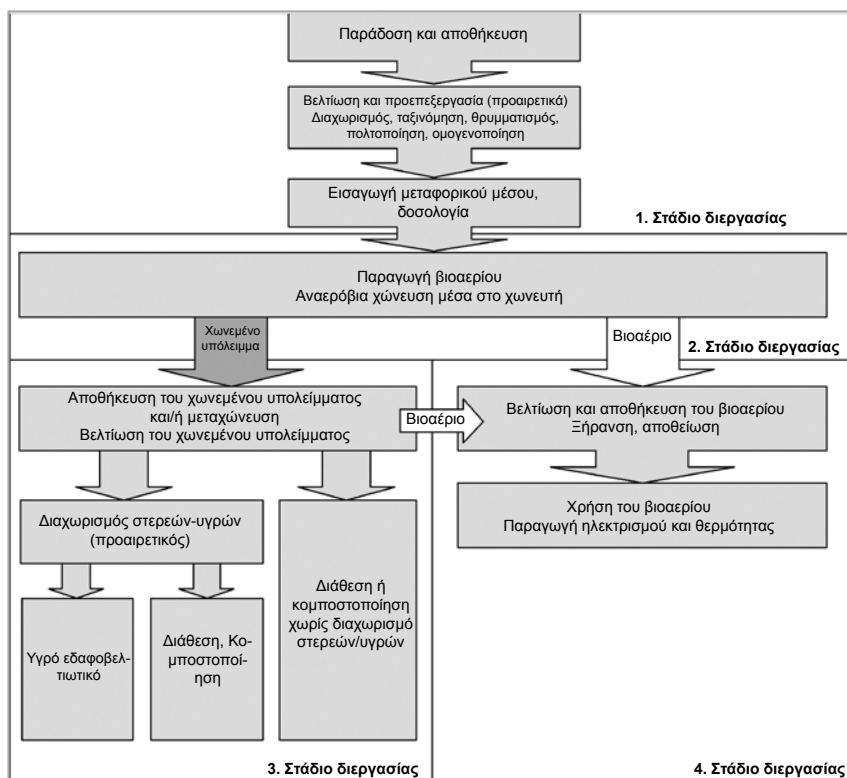 Παράδοση και αποθήκευση
Βελτίωση και προεπεξεργασία (προαιρετικά)
Διαχωρισμός, ταξινόμηση, θρυμματισμός,
πολτοποίηση, ομογενοποίηση
Εισαγωγή μεταφορικού μέσου,
δοσολογία
1. Στάδιο διεργασίας
Παραγωγή βιοαερίου
Αναερόβια χώνευση μέσα στο χωνευτή
Χωνεμένο
υπόλειμμα
Βιοαέριο
2. Στάδιο διεργασίας
Αποθήκευση του χωνεμένου υπολείμματος
και/ή μεταχώνευση
Βελτίωση του χωνεμένου υπολείμματος
Βιοαέριο
Βελτίωση και αποθήκευση του βιοαερίου
Ξήρανση, αποθείωση
Διαχωρισμός στερεών-υγρών
(προαιρετικός)
Χρήση του βιοαερίου
Παραγωγή ηλεκτρισμού και θερμότητας
Υγρό εδαφοβελ-
τιωτικό
Διάθεση, Κο-
μποστοποί-
ηση
Διάθεση ή
κομποστοποίηση
χωρίς διαχωρισμό
στερεών/υγρών
3. Στάδιο διεργασίας
4. Στάδιο διεργασίας